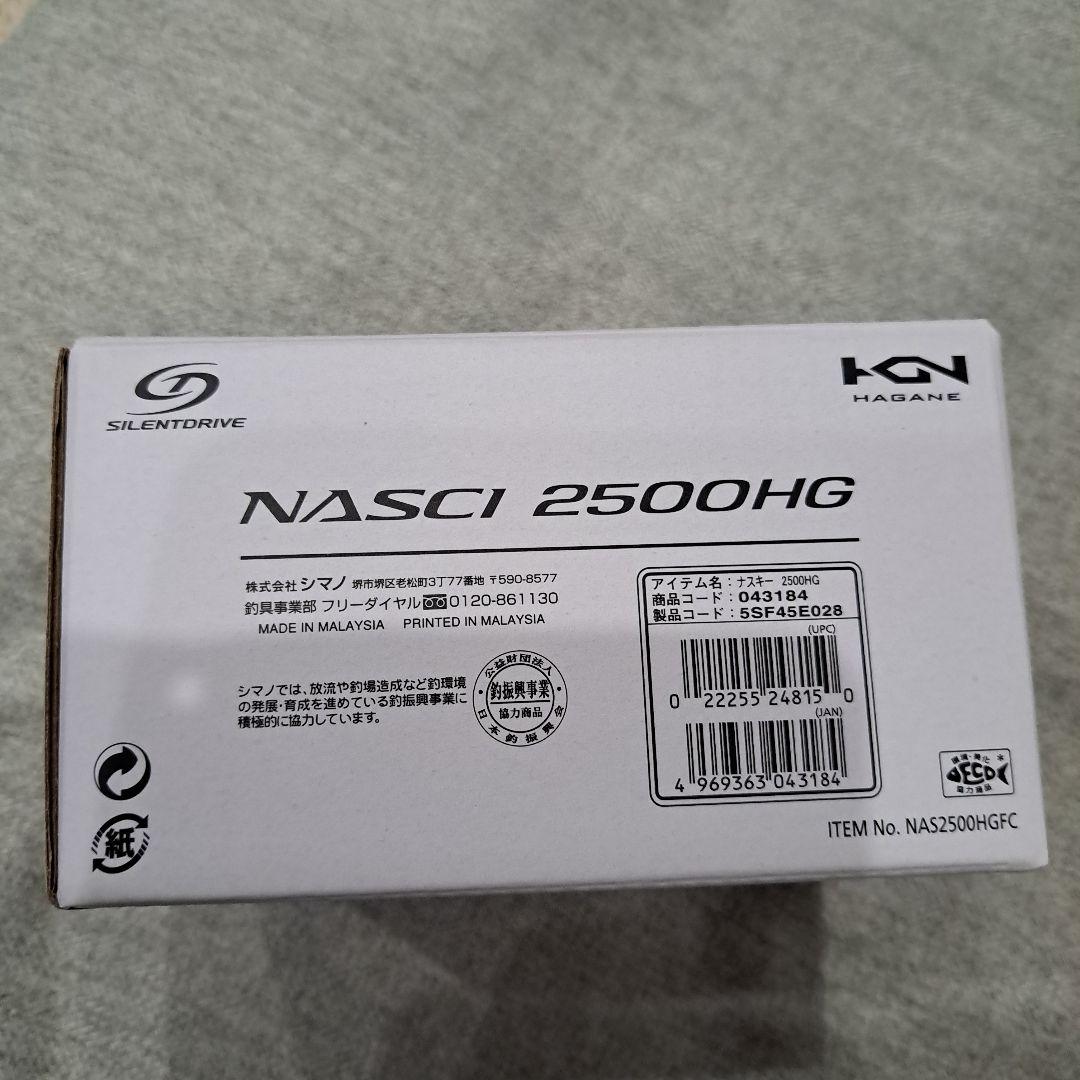 SILENTDRIVE
HGN
HAGANE
NASCI 2500HG
株式会社 シマノ 堺市堺区老松町3丁77番地 〒590-8577
釣具事業部 フリーダイヤル 0120-861130
MADE IN MALAYSIA PRINTED IN MALAYSIA
シマノでは、放流や釣場造成など釣環境
の発展・育成を進めている釣振興事業に
積極的に協力しています。
公益財団法人
釣振興事業
協力商品
日本釣振興会
アイテム名：ナスキー 2500HG
商品コード：043184
製品コード：5SF45E028
(UPC)
0 22255 24815 0
(JAN)
4 969363 043184
紙
ECO
協力商品
ITEM No. NAS2500HGFC